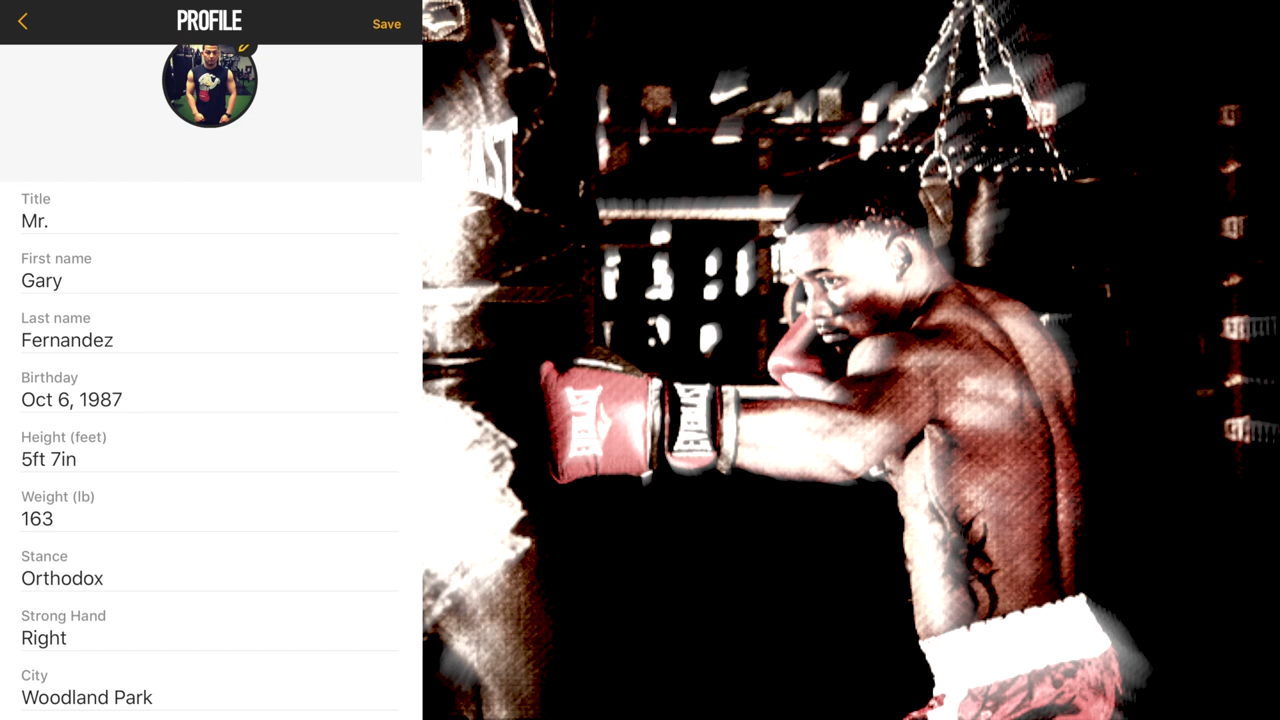 PROFILE
Save
Title
Mr.
First name
Gary
Last name
Fernandez
Birthday
Oct 6, 1987
Height (feet)
5ft 7in
Weight (lb)
163
Stance
Orthodox
Strong Hand
Right
City
Woodland Park
EVERLAST
EVERLAST